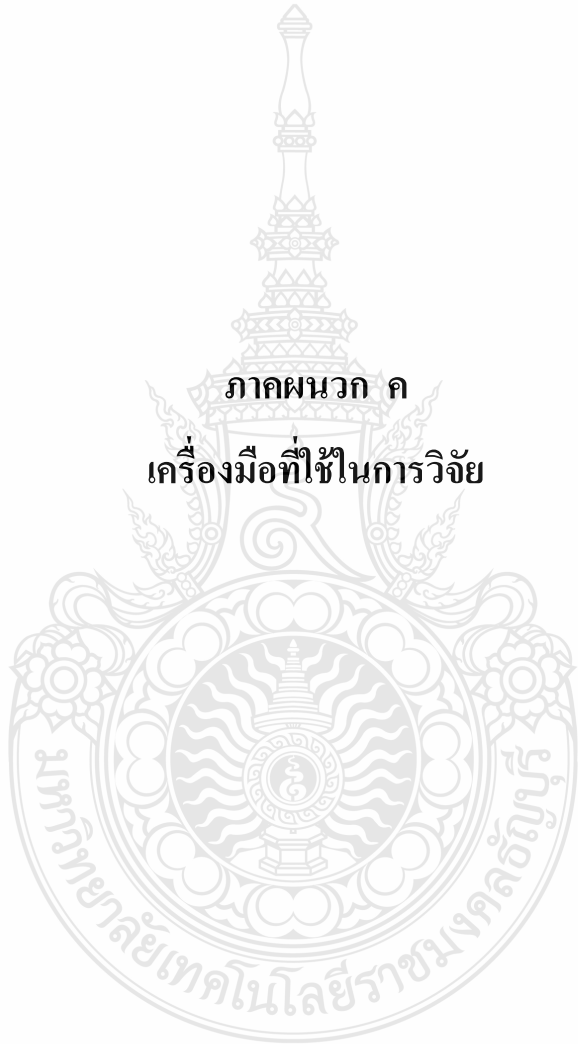 ภาคผนวก ค
เครื่องมือที่ใช้ในการวิจัย
มหาวิทยาลัยเทคโนโลยีราชมงคลธัญบุรี